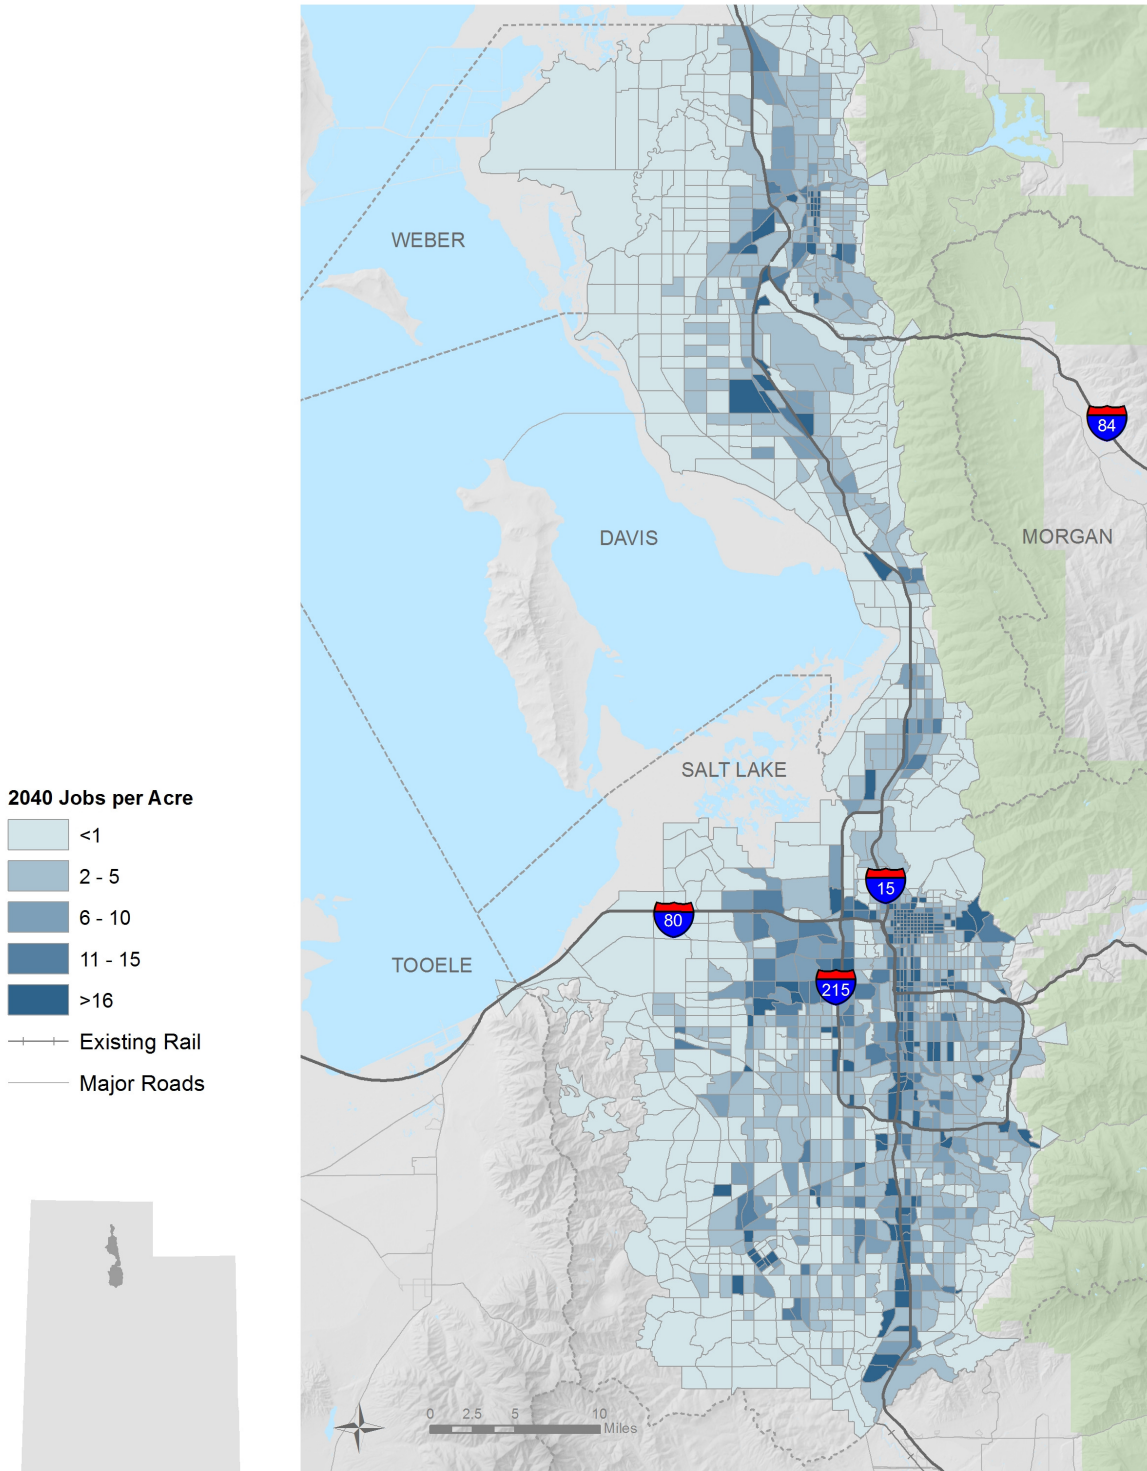 WEBER
84
DAVIS
MORGAN
SALT LAKE
15
80
TOOELE
215
2040 Jobs per Acre
<1
2 - 5
6 - 10
11 - 15
>16
Existing Rail
Major Roads
0 2.5 5 10
Miles